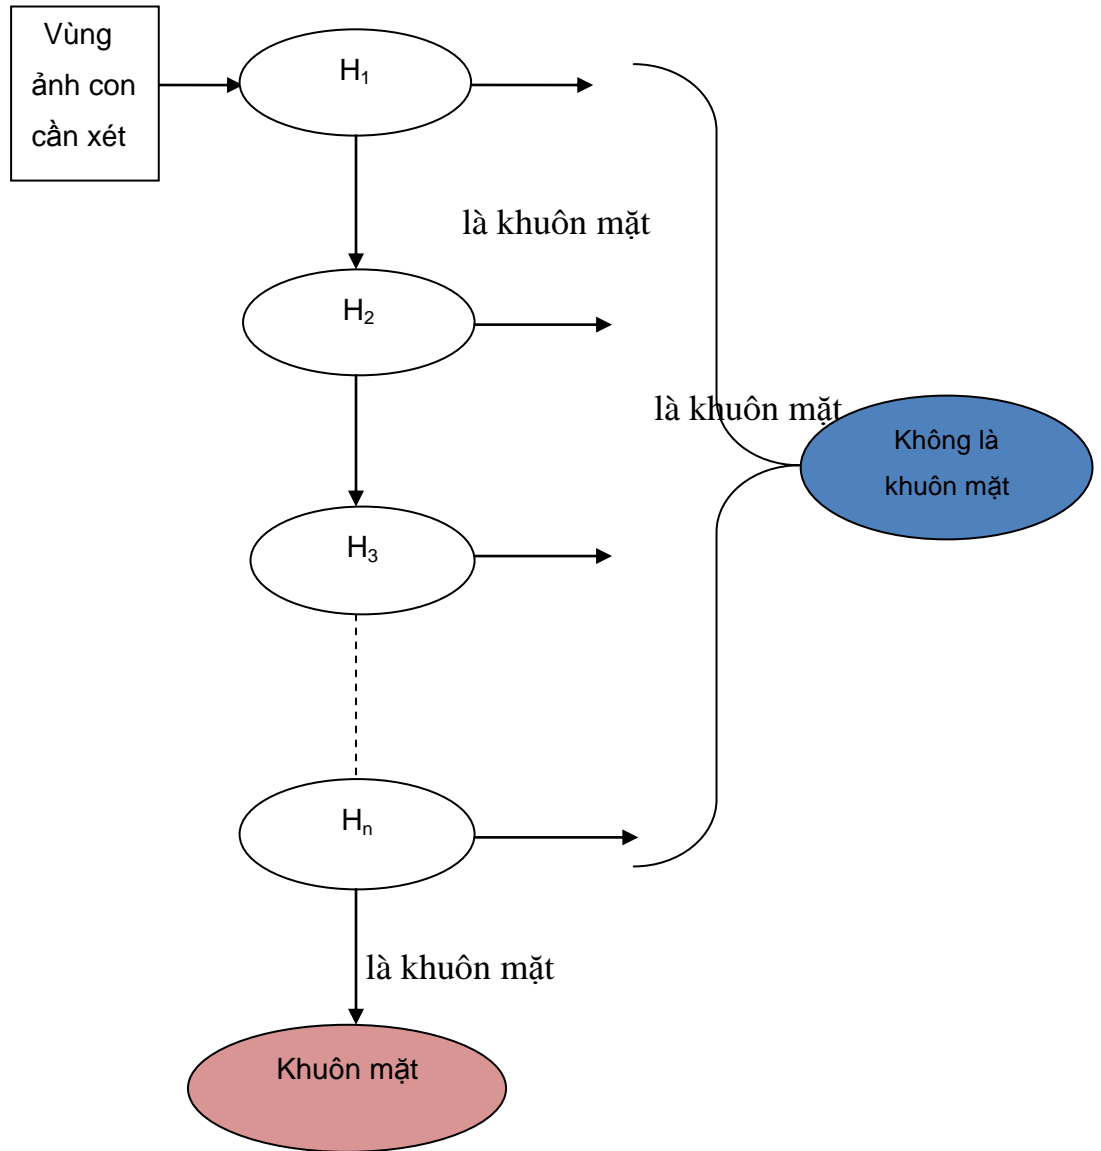 Vùng
ảnh con
cần xét
H₁
là khuôn mặt
H₂
là khuôn mặt
Không là
khuôn mặt
H₃
Hₙ
là khuôn mặt
Khuôn mặt